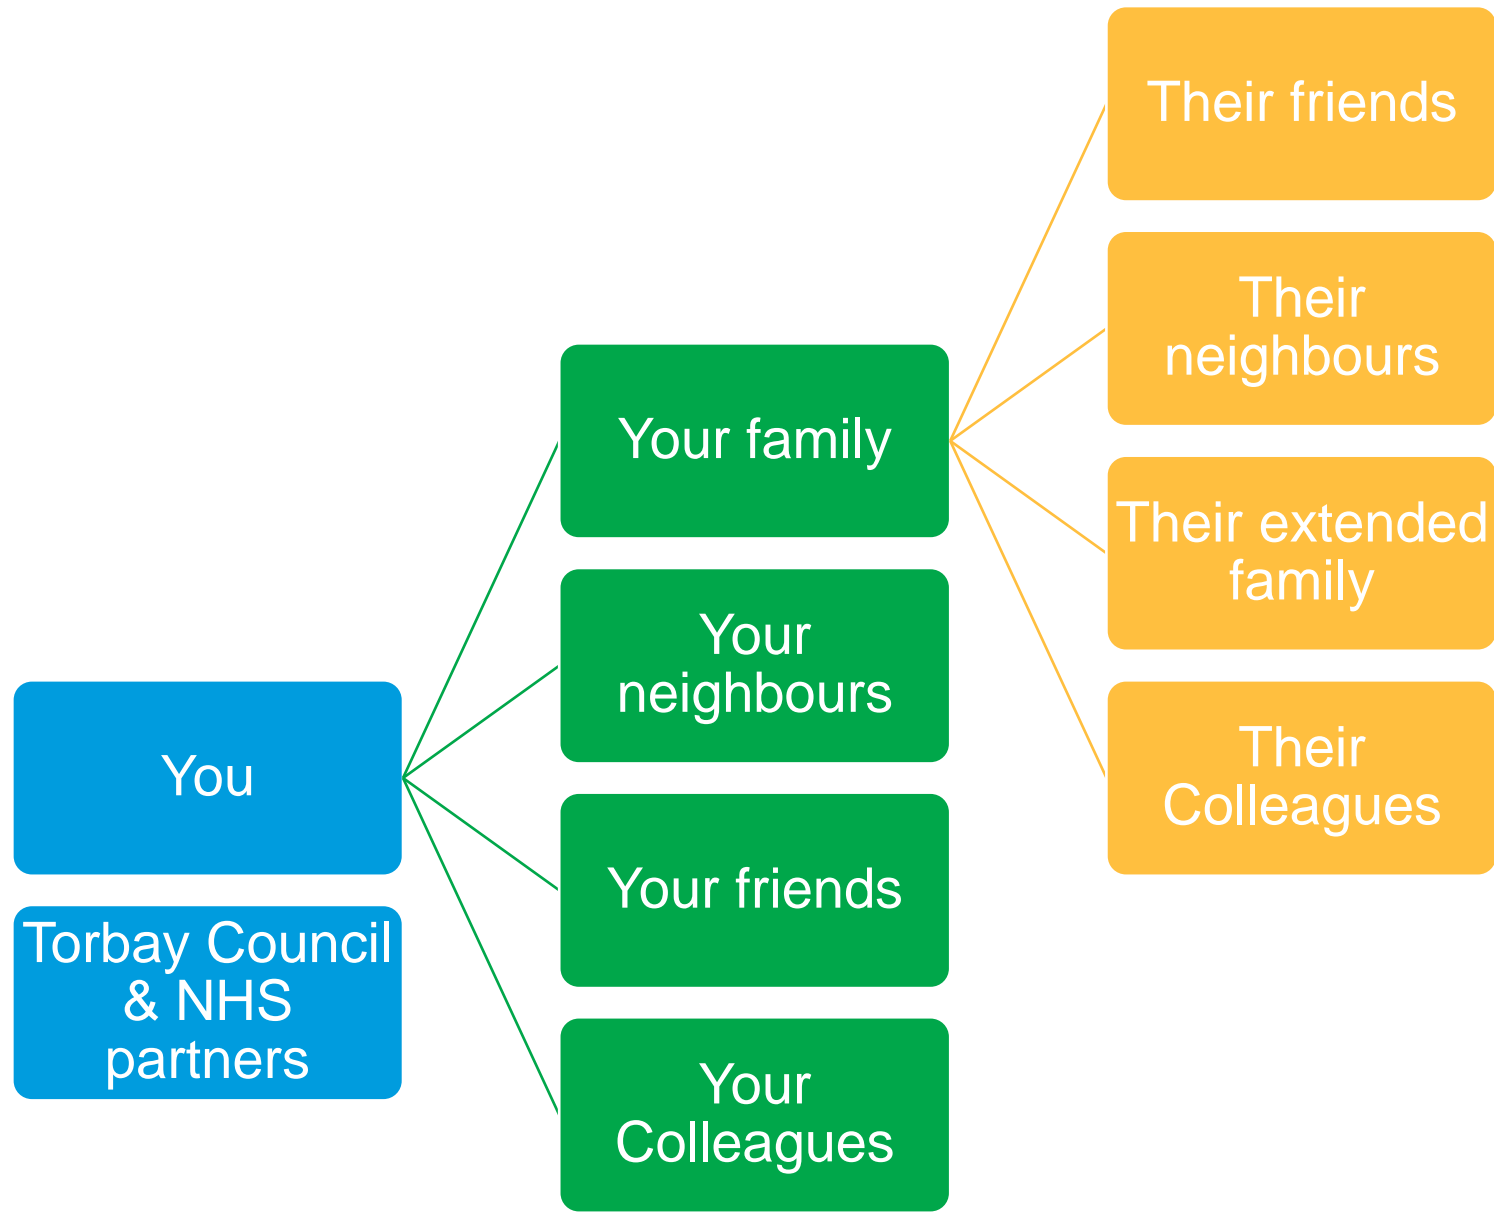 You
Torbay Council
& NHS
partners
Your family
Your
neighbours
Your friends
Your
Colleagues
Their friends
Their
neighbours
Their extended
family
Their
Colleagues